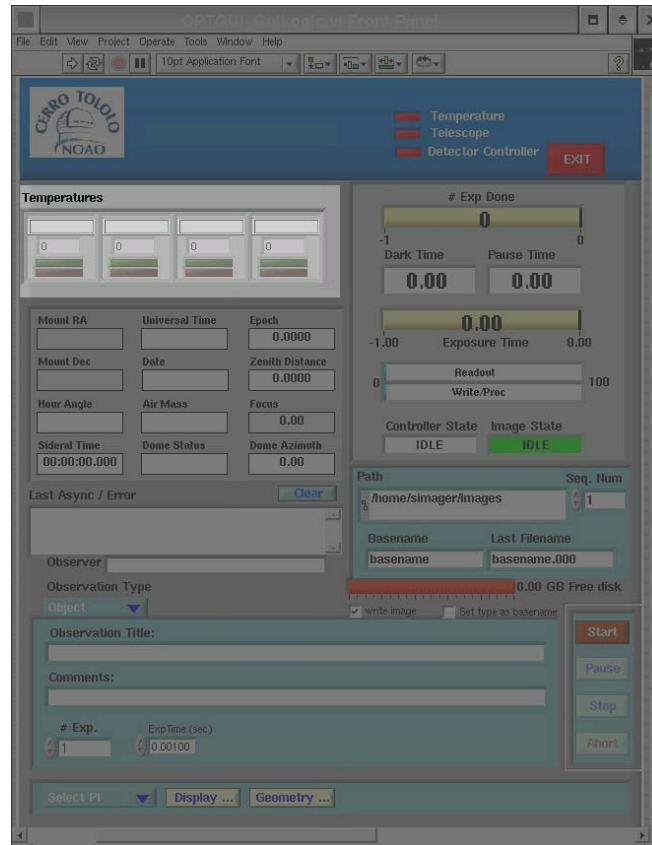 OPTGUI_GuiLogic.vi Front Panel
File Edit View Project Operate Tools Window Help
10pt Application Font
CERRO TOLOLO
NOAO
Temperature
Telescope
Detector Controller
EXIT
Temperatures
0 0 0 0
# Exp Done
0
-1 0
Dark Time Pause Time
0.00 0.00
0.00
-1.00 Exposure Time 0.00
Readout
0 100
Write/Proc
Controller State Image State
IDLE IDLE
Mount RA Universal Time Epoch
0.0000
Mount Dec Date Zenith Distance
0.0000
Hour Angle Air Mass Focus
0.00
Sideral Time Dome Status Dome Azimuth
00:00:00.000 0.00
Last Async / Error Clear
Path Seq. Num
/home/simager/images 1
Basename Last Filename
basename basename.000
Observer
Observation Type
Object
0.00 GB Free disk
write image Set type as basename
Observation Title:
Comments:
# Exp. ExpTime (sec)
1 0.00100
Start
Pause
Stop
Abort
Select PI Display ... Geometry ...